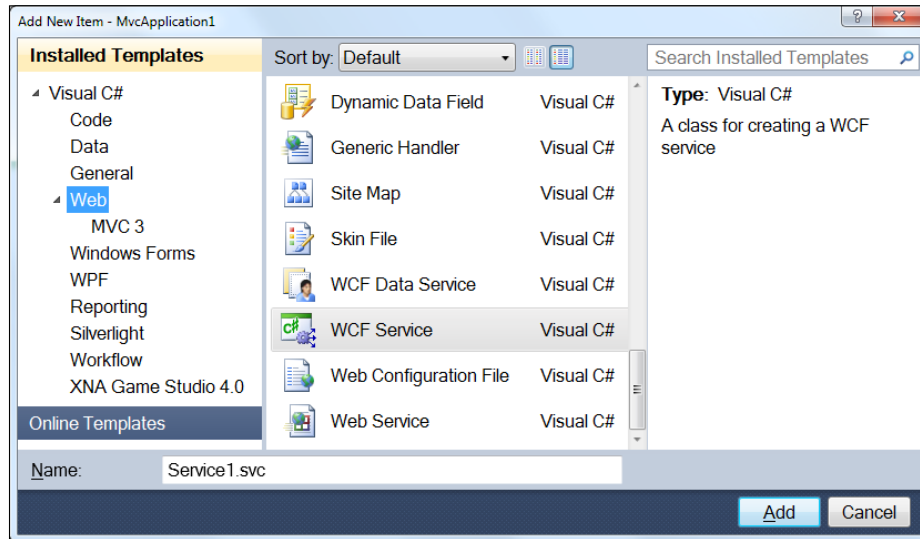 Add New Item - MvcApplication1
Installed Templates
Sort by: Default
Search Installed Templates
Visual C#
Code
Data
General
Web
MVC 3
Windows Forms
WPF
Reporting
Silverlight
Workflow
XNA Game Studio 4.0
Online Templates
Dynamic Data Field Visual C#
Generic Handler Visual C#
Site Map Visual C#
Skin File Visual C#
WCF Data Service Visual C#
C# WCF Service Visual C#
Web Configuration File Visual C#
Web Service Visual C#
Type: Visual C#
A class for creating a WCF
service
Name: Service1.svc
Add Cancel